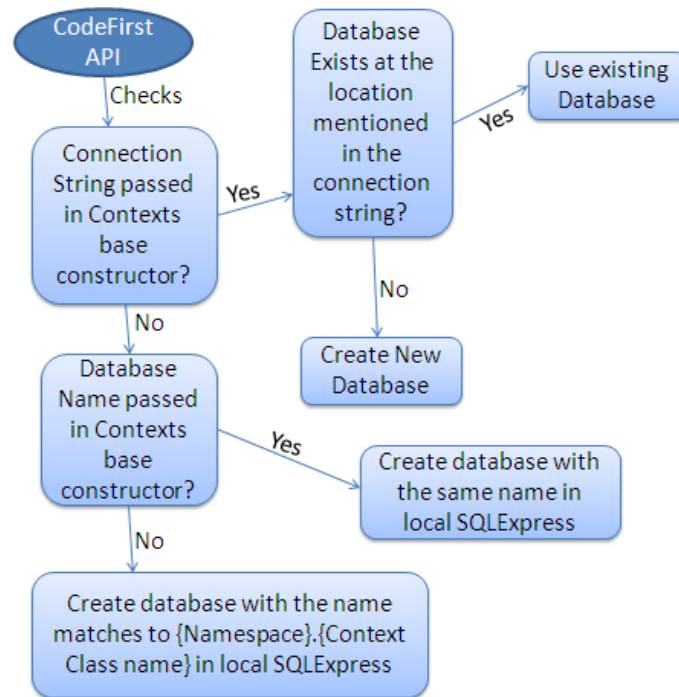 CodeFirst
API
Checks
Connection
String passed
in Contexts
base
constructor?
Yes
Database
Exists at the
location
mentioned
in the
connection
string?
Yes
Use existing
Database
No
Create New
Database
No
Database
Name passed
in Contexts
base
constructor?
Yes
Create database with
the same name in
local SQLExpress
No
Create database with the name
matches to {Namespace}.{Context
Class name} in local SQLExpress